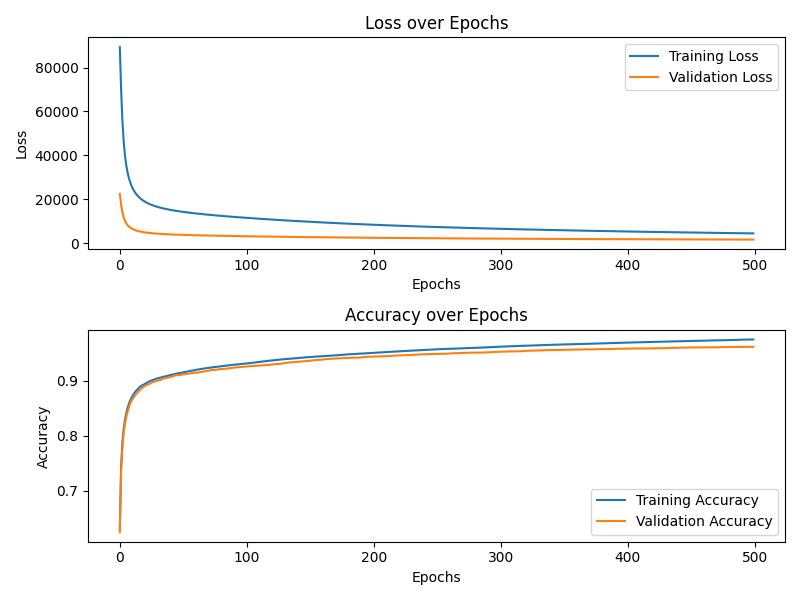 Loss over Epochs
80000
60000
40000
20000
0
Loss
Training Loss
Validation Loss
0 100 200 300 400 500
Epochs
Accuracy over Epochs
0.9
0.8
0.7
Accuracy
Training Accuracy
Validation Accuracy
0 100 200 300 400 500
Epochs